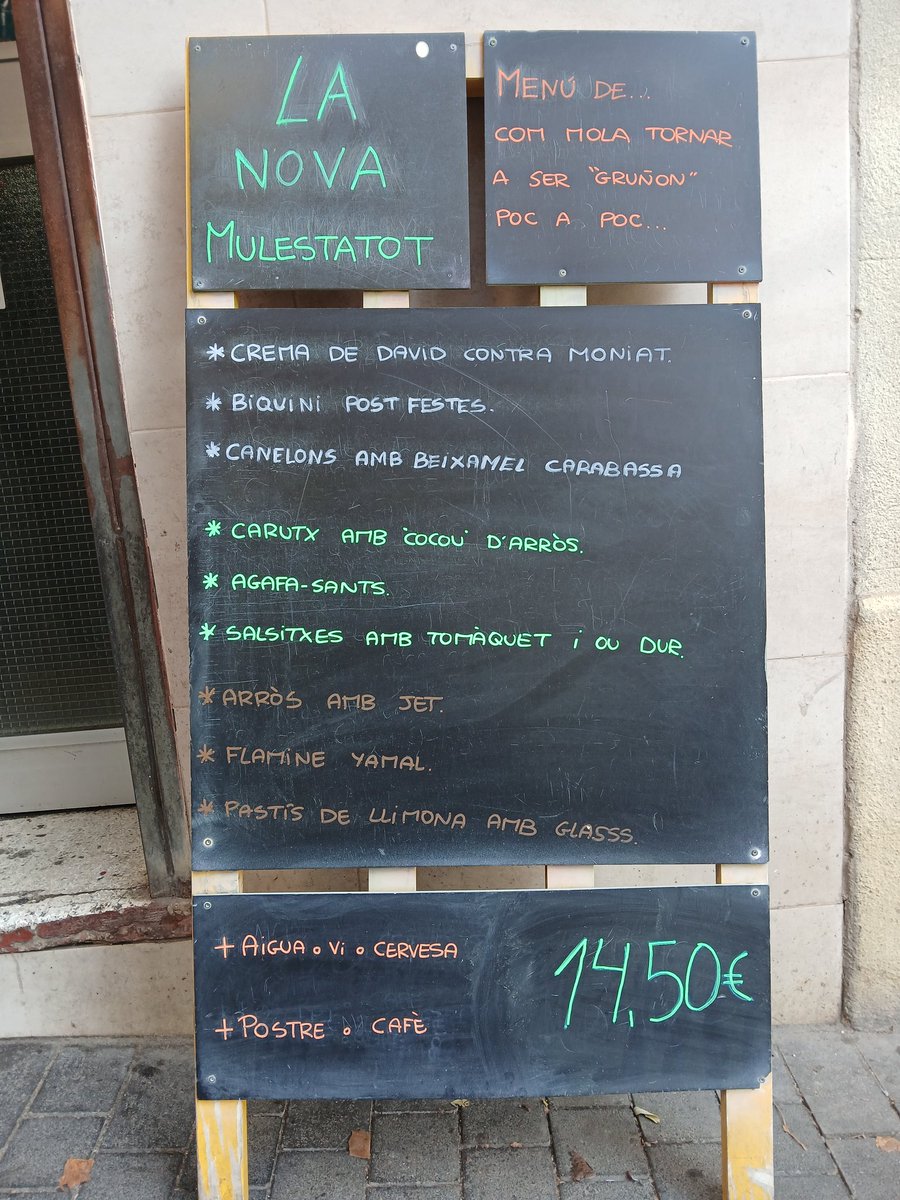 LA
NOVA
MULESTATOT
MENÚ DE...
COM MOLA TORNAR
A SER "GRUÑON"
POC A POC...
* CREMA DE DAVID CONTRA MONIAT.
* BIQUINI POST FESTES.
* CANELONS AMB BEIXAMEL CARABASSA
* CARUTX AMB 'COCOU' D'ARRÒS.
* AGAFA-SANTS.
* SALSITXES AMB TOMÀQUET i OU DUR.
* ARRÒS AMB JET.
* FLAMINE YAMAL.
* PASTÍS DE LLIMONA AMB GLASSS.
+ AIGUA o VI o CERVESA
14,50€
+ POSTRE o CAFÈ